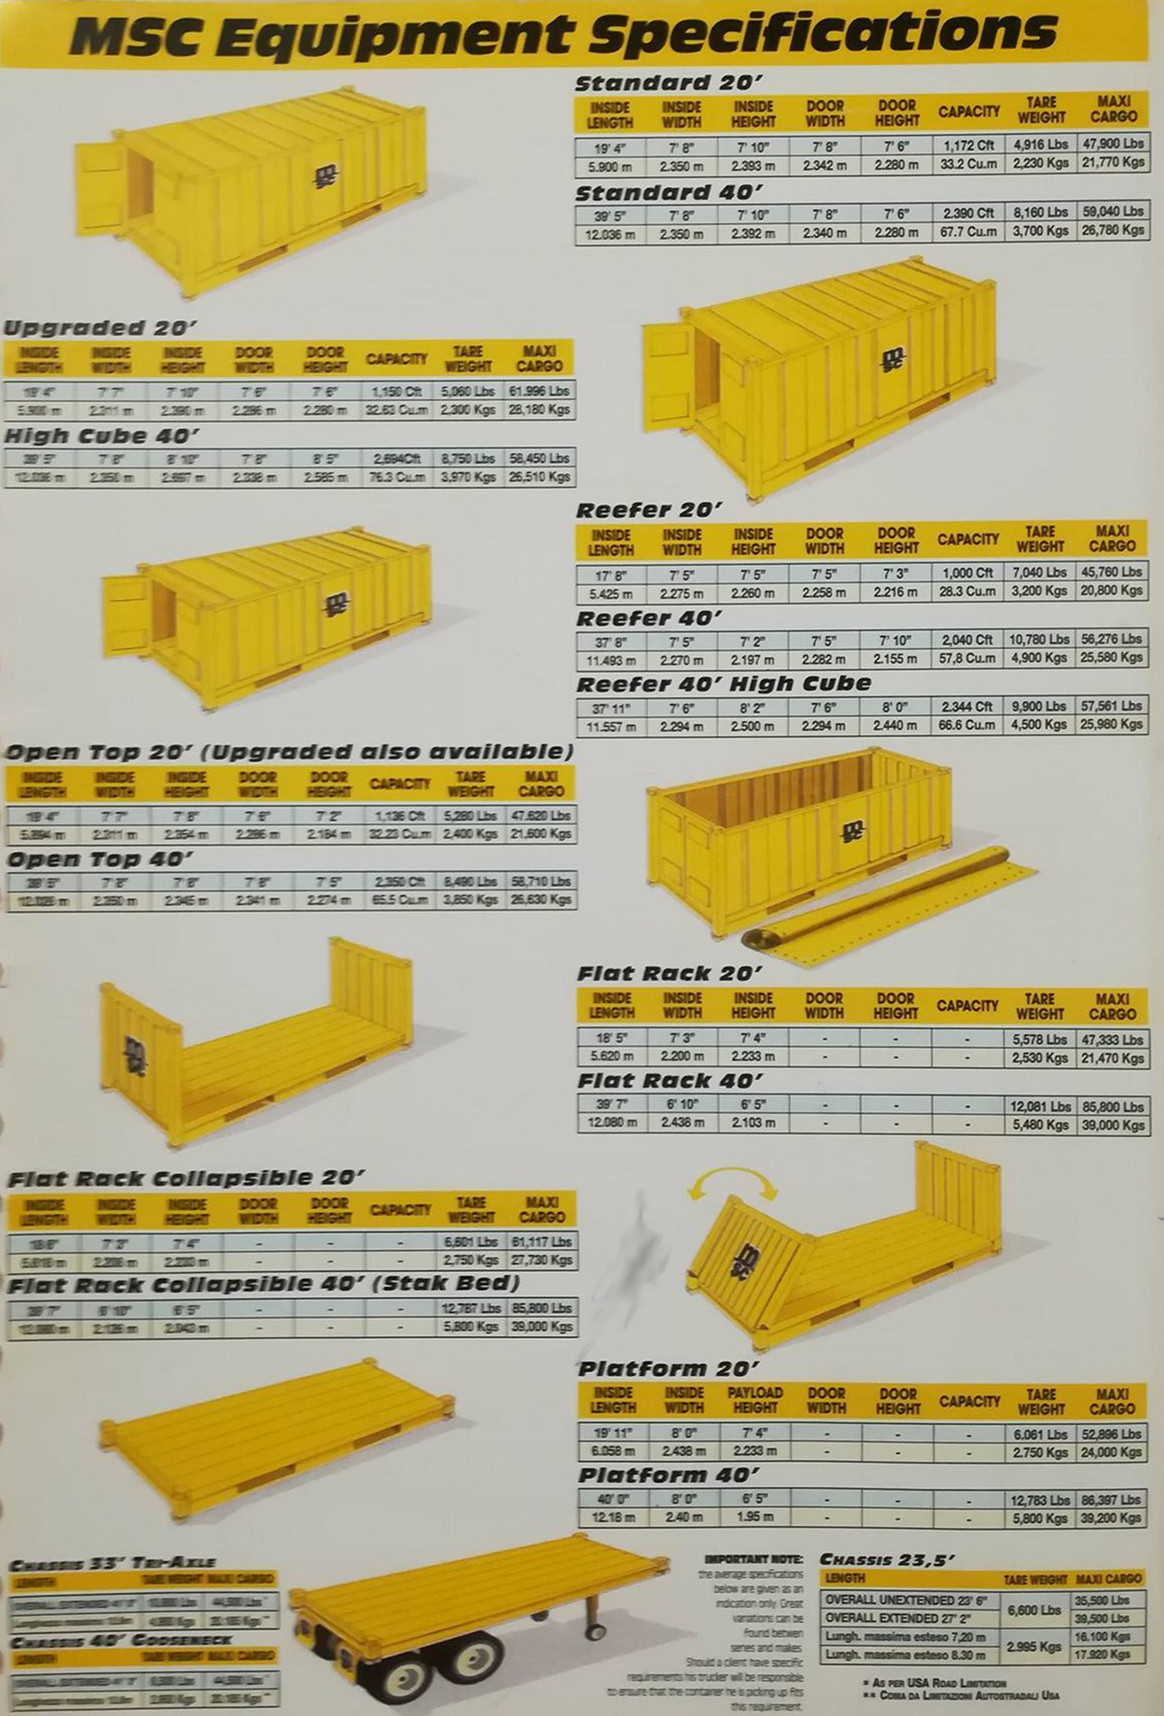 MSC Equipment Specifications
Standard 20'
INSIDE LENGTH INSIDE WIDTH INSIDE HEIGHT DOOR WIDTH DOOR HEIGHT CAPACITY TARE WEIGHT MAXI CARGO
19' 4" 7' 8" 7' 10" 7' 8" 7' 6" 1,172 Cft 4,916 Lbs 47,900 Lbs
5.900 m 2.350 m 2.393 m 2.342 m 2.280 m 33.2 Cu.m 2,230 Kgs 21,770 Kgs
Standard 40'
39' 5" 7' 8" 7' 10" 7' 8" 7' 6" 2.390 Cft 8,160 Lbs 59,040 Lbs
12.036 m 2.350 m 2.392 m 2.340 m 2.280 m 67.7 Cu.m 3,700 Kgs 26,780 Kgs
Upgraded 20'
INSIDE LENGTH INSIDE WIDTH INSIDE HEIGHT DOOR WIDTH DOOR HEIGHT CAPACITY TARE WEIGHT MAXI CARGO
19' 4" 7' 7" 7' 10" 7' 6" 7' 6" 1,150 Cft 5,060 Lbs 61.996 Lbs
5.900 m 2.311 m 2.390 m 2.286 m 2.280 m 32.63 Cu.m 2,300 Kgs 28,180 Kgs
High Cube 40'
39' 5" 7' 8" 8' 10" 7' 8" 8' 5" 2,694Cft 8,750 Lbs 58,450 Lbs
12.036 m 2.350 m 2.697 m 2.338 m 2.585 m 76.3 Cu.m 3,970 Kgs 26,510 Kgs
Reefer 20'
INSIDE LENGTH INSIDE WIDTH INSIDE HEIGHT DOOR WIDTH DOOR HEIGHT CAPACITY TARE WEIGHT MAXI CARGO
17' 8" 7' 5" 7' 5" 7' 5" 7' 3" 1,000 Cft 7,040 Lbs 45,760 Lbs
5.425 m 2.275 m 2.260 m 2.258 m 2.216 m 28.3 Cu.m 3,200 Kgs 20,800 Kgs
Reefer 40'
37' 8" 7' 5" 7' 2" 7' 5" 7' 10" 2,040 Cft 10,780 Lbs 56,276 Lbs
11.493 m 2.270 m 2.197 m 2.282 m 2.155 m 57,8 Cu.m 4,900 Kgs 25,580 Kgs
Reefer 40' High Cube
37' 11" 7' 6" 8' 2" 7' 6" 8' 0" 2.344 Cft 9,900 Lbs 57,561 Lbs
11.557 m 2.294 m 2.500 m 2.294 m 2.440 m 66.6 Cu.m 4,500 Kgs 25,980 Kgs
Open Top 20' (Upgraded also available)
INSIDE LENGTH INSIDE WIDTH INSIDE HEIGHT DOOR WIDTH DOOR HEIGHT CAPACITY TARE WEIGHT MAXI CARGO
19' 4" 7' 7" 7' 8" 7' 6" 7' 2" 1,136 Cft 5,280 Lbs 47.620 Lbs
5.894 m 2.311 m 2.354 m 2.286 m 2.184 m 32.23 Cu.m 2,400 Kgs 21,600 Kgs
Open Top 40'
39' 5" 7' 8" 7' 8" 7' 8" 7' 5" 2,350 Cft 8,490 Lbs 58,710 Lbs
2.350 m 2.345 m 2.341 m 2.274 m 65.5 Cu.m 3,850 Kgs 26,630 Kgs
Flat Rack 20'
INSIDE LENGTH INSIDE WIDTH INSIDE HEIGHT DOOR WIDTH DOOR HEIGHT CAPACITY TARE WEIGHT MAXI CARGO
18' 5" 7' 3" 7' 4" - - - 5,578 Lbs 47,333 Lbs
5.620 m 2.200 m 2.233 m - - - 2,530 Kgs 21,470 Kgs
Flat Rack 40'
39' 7" 6' 10" 6' 5" - - - 12,081 Lbs 85,800 Lbs
12.080 m 2.438 m 2.103 m - - - 5,480 Kgs 39,000 Kgs
Flat Rack Collapsible 20'
INSIDE LENGTH INSIDE WIDTH INSIDE HEIGHT DOOR WIDTH DOOR HEIGHT CAPACITY TARE WEIGHT MAXI CARGO
7' 3" 7' 4" - - - 6,601 Lbs 61,117 Lbs
- - - 2,750 Kgs 27,730 Kgs
Flat Rack Collapsible 40' (Stak Bed)
39' 7" 6' 10" 6' 5" - - - 12,787 Lbs 85,800 Lbs
- - - 5,800 Kgs 39,000 Kgs
Platform 20'
INSIDE LENGTH INSIDE WIDTH PAYLOAD HEIGHT DOOR WIDTH DOOR HEIGHT CAPACITY TARE WEIGHT MAXI CARGO
19' 11" 8' 0" 7' 4" - - - 6.061 Lbs 52,896 Lbs
6.058 m 2.438 m 2.233 m - - - 2.750 Kgs 24,000 Kgs
Platform 40'
40' 0" 8' 0" 6' 5" - - - 12,783 Lbs 86,397 Lbs
12.18 m 2.40 m 1.95 m - - - 5,800 Kgs 39,200 Kgs
Chassis 33' Tri-Axle
LENGTH TARE WEIGHT MAXI CARGO
OVERALL EXTENDED
Chassis 40' Gooseneck
LENGTH TARE WEIGHT MAXI CARGO
IMPORTANT NOTE:
the average specifications
below are given as an
indication only. Great
variations can be
found betwen
series and makes.
Should a client have specific
requirements his trucker will be responsible
to ensure that the container he is picking up fits
this requirement.
Chassis 23,5'
LENGTH TARE WEIGHT MAXI CARGO
OVERALL UNEXTENDED 23' 6" 6,600 Lbs 35,500 Lbs
OVERALL EXTENDED 27' 2" 39,500 Lbs
Lungh. massima esteso 7,20 m 2.995 Kgs 16.100 Kgs
Lungh. massima esteso 8.30 m 17.920 Kgs
* As per USA Road Limitation
** Coma da Limitazioni Autostradali Usa